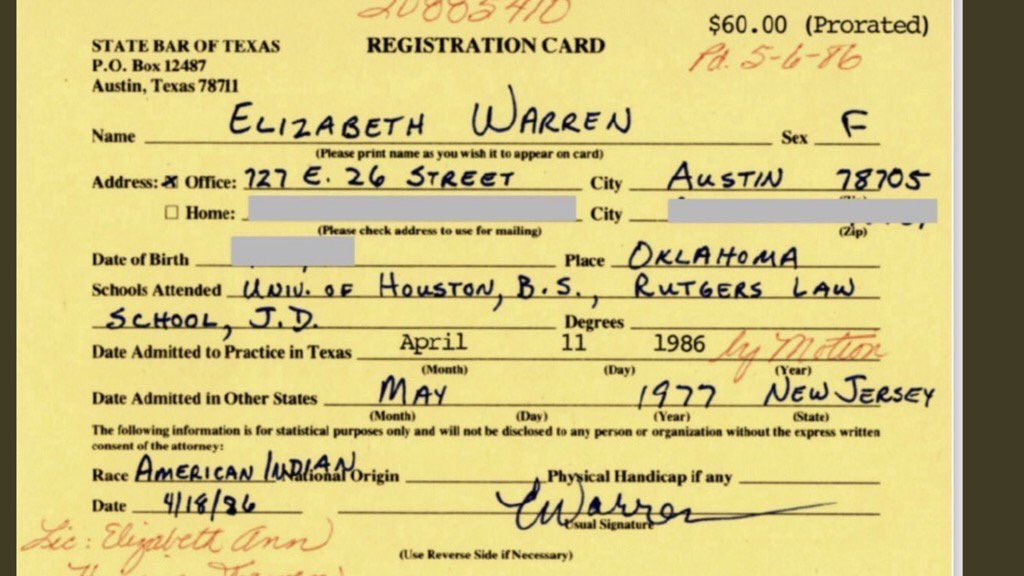 20883410
$60.00 (Prorated)
Pd. 5-6-86
STATE BAR OF TEXAS
REGISTRATION CARD
P.O. Box 12487
Austin, Texas 78711
Name ELIZABETH WARREN Sex F
(Please print name as you wish it to appear on card)
Address: ☒ Office: 727 E. 26 STREET City AUSTIN 78705
☐ Home: City
(Please check address to use for mailing) (Zip)
Date of Birth Place OKLAHOMA
Schools Attended UNIV. OF HOUSTON, B.S., RUTGERS LAW
SCHOOL, J.D. Degrees
Date Admitted to Practice in Texas April 11 1986 by Motion
(Month) (Day) (Year)
Date Admitted in Other States MAY 1977 NEW JERSEY
(Month) (Day) (Year) (State)
The following information is for statistical purposes only and will not be disclosed to any person or organization without the express written
consent of the attorney:
Race AMERICAN INDIAN National Origin Physical Handicap if any
Date 4/18/86 EWarren
Usual Signature
Lic: Elizabeth Ann
(Use Reverse Side if Necessary)